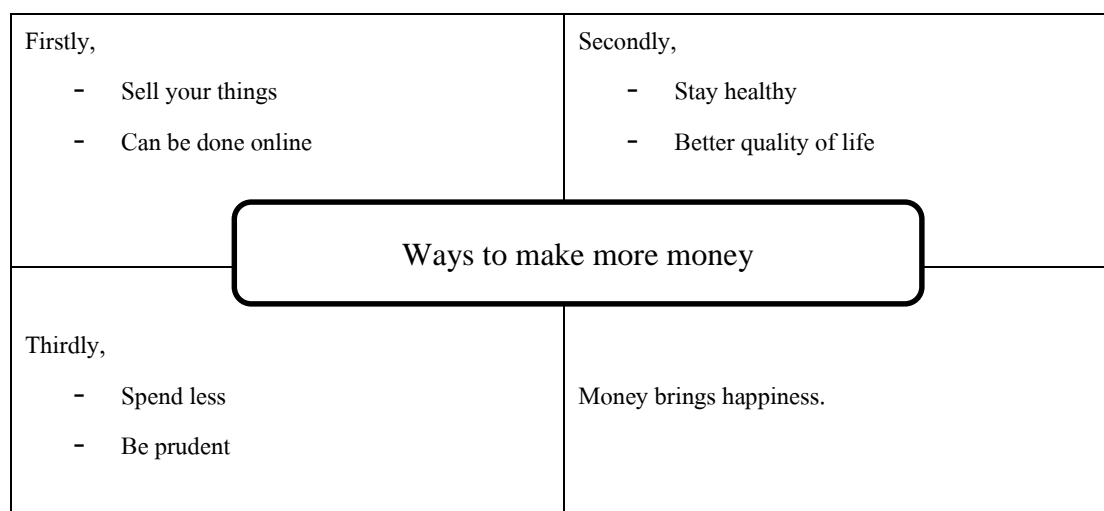 Firstly,
- Sell your things
- Can be done online
Secondly,
- Stay healthy
- Better quality of life
Ways to make more money
Thirdly,
- Spend less
- Be prudent
Money brings happiness.